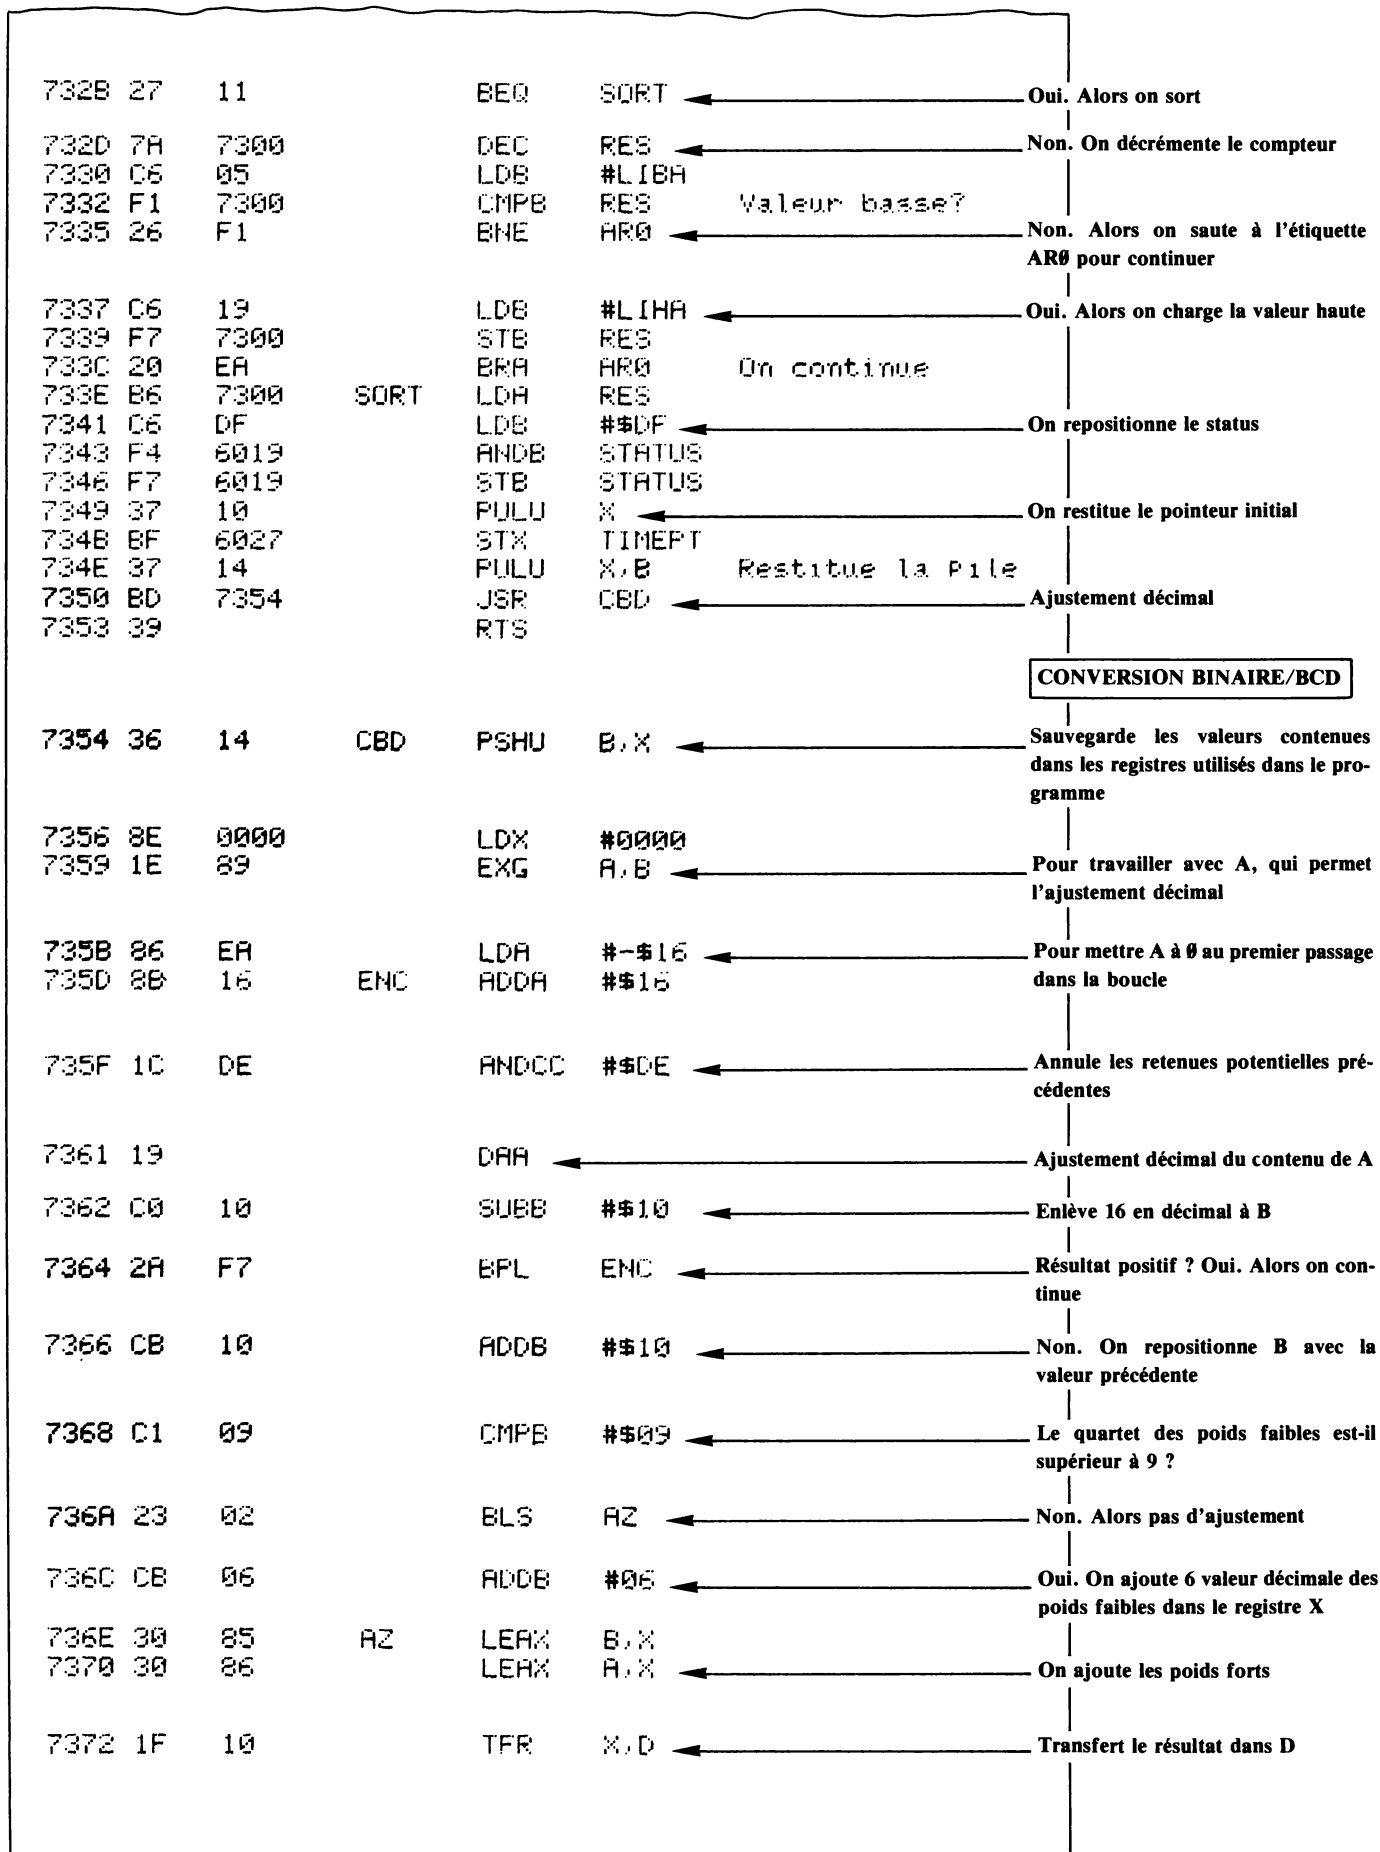 732B 27 11 BEQ SORT Oui. Alors on sort
732D 7A 7300 DEC RES Non. On décrémente le compteur
7330 C6 05 LDB #LIBA
7332 F1 7300 CMPB RES Valeur basse?
7335 26 F1 BNE AR0 Non. Alors on saute à l'étiquette
AR0 pour continuer
7337 C6 19 LDB #LIHA Oui. Alors on charge la valeur haute
7339 F7 7300 STB RES
733C 20 EA BRA AR0 On continue
733E B6 7300 SORT LDA RES
7341 C6 DF LDB #$DF On repositionne le status
7343 F4 6019 ANDB STATUS
7346 F7 6019 STB STATUS
7349 37 10 PULU X On restitue le pointeur initial
734B BF 6027 STX TIMEPT
734E 37 14 PULU X,B Restitue la pile
7350 BD 7354 JSR CBD Ajustement décimal
7353 39 RTS
CONVERSION BINAIRE/BCD
7354 36 14 CBD PSHU B,X Sauvegarde les valeurs contenues
dans les registres utilisés dans le pro-
gramme
7356 8E 0000 LDX #0000
7359 1E 89 EXG A,B Pour travailler avec A, qui permet
l'ajustement décimal
735B 86 EA LDA #-$16 Pour mettre A à 0 au premier passage
735D 8B 16 ENC ADDA #$16 dans la boucle
735F 1C DE ANDCC #$DE Annule les retenues potentielles pré-
cédentes
7361 19 DAA Ajustement décimal du contenu de A
7362 C0 10 SUBB #$10 Enlève 16 en décimal à B
7364 2A F7 BPL ENC Résultat positif ? Oui. Alors on con-
tinue
7366 CB 10 ADDB #$10 Non. On repositionne B avec la
valeur précédente
7368 C1 09 CMPB #$09 Le quartet des poids faibles est-il
supérieur à 9 ?
736A 23 02 BLS AZ Non. Alors pas d'ajustement
736C CB 06 ADDB #06 Oui. On ajoute 6 valeur décimale des
poids faibles dans le registre X
736E 30 85 AZ LEAX B,X
7370 30 86 LEAX A,X On ajoute les poids forts
7372 1F 10 TFR X,D Transfert le résultat dans D